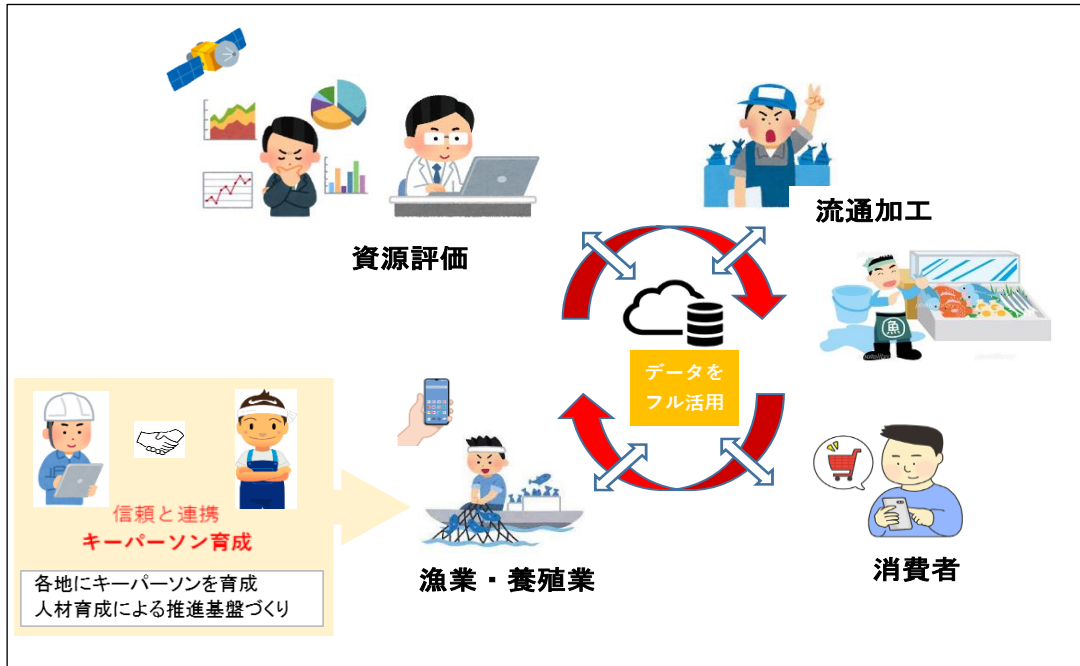 資源評価
流通加工
魚
データを
フル活用
信頼と連携
キーパーソン育成
各地にキーパーソンを育成
人材育成による推進基盤づくり
漁業・養殖業
消費者